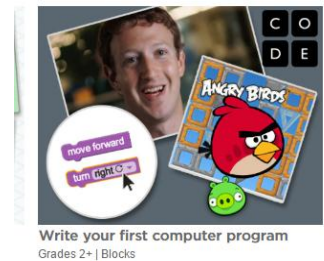 C O
D E
ANGRY BIRDS
move forward
turn right
Write your first computer program
Grades 2+ | Blocks